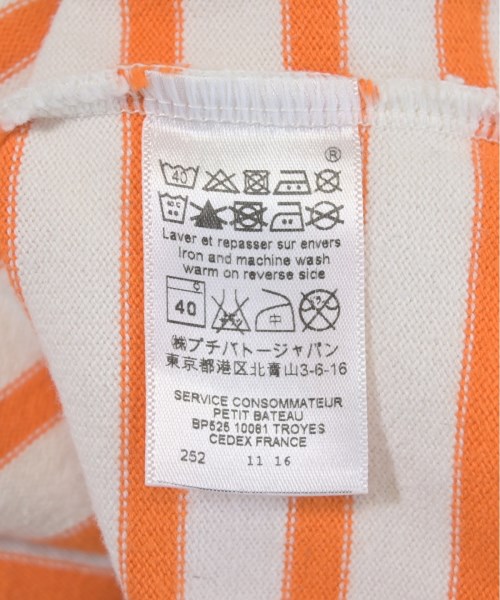 ®
40
40°C
Laver et repasser sur envers
Iron and machine wash
warm on reverse side
40 中
㈱プチバトージャパン
東京都港区北青山3-6-16
SERVICE CONSOMMATEUR
PETIT BATEAU
BP525 10081 TROYES
CEDEX FRANCE
252 11 16